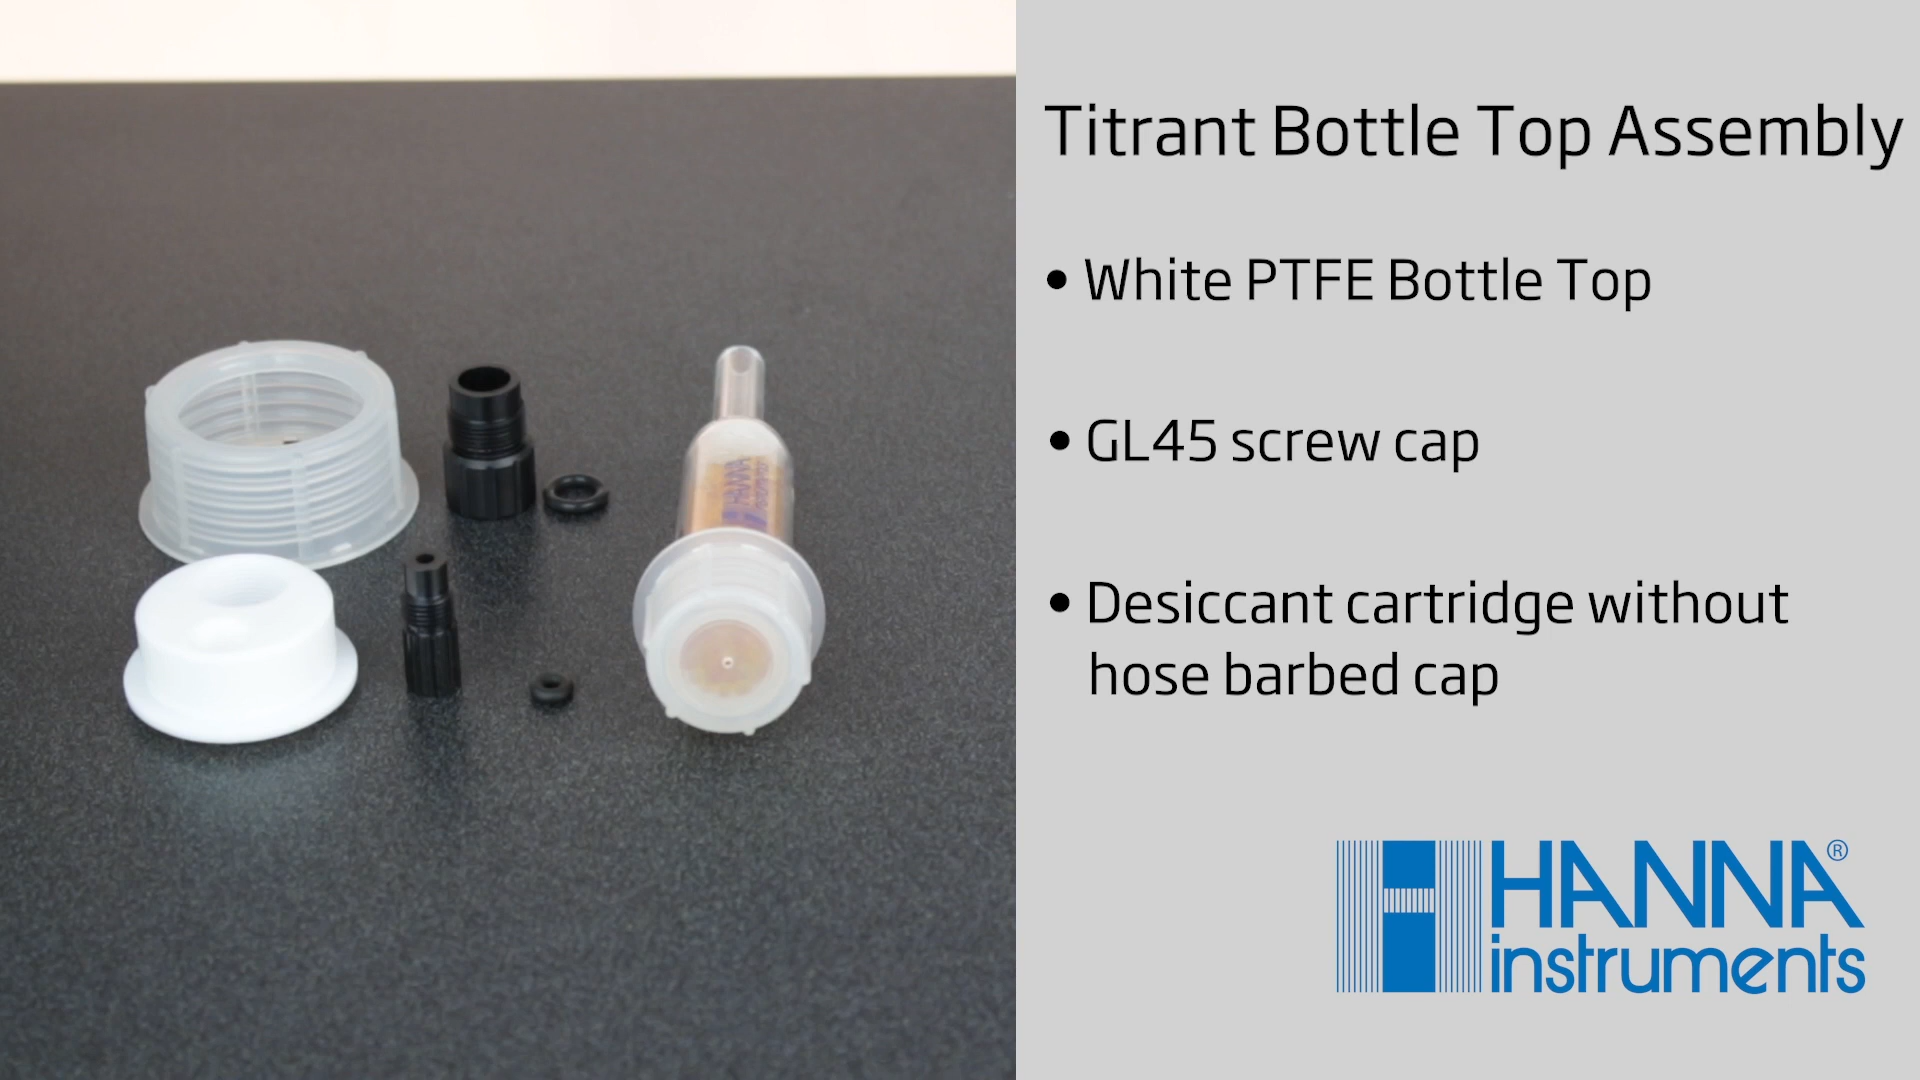 Titrant Bottle Top Assembly
• White PTFE Bottle Top
• GL45 screw cap
• Desiccant cartridge without
hose barbed cap
HANNA
HANNA®
instruments